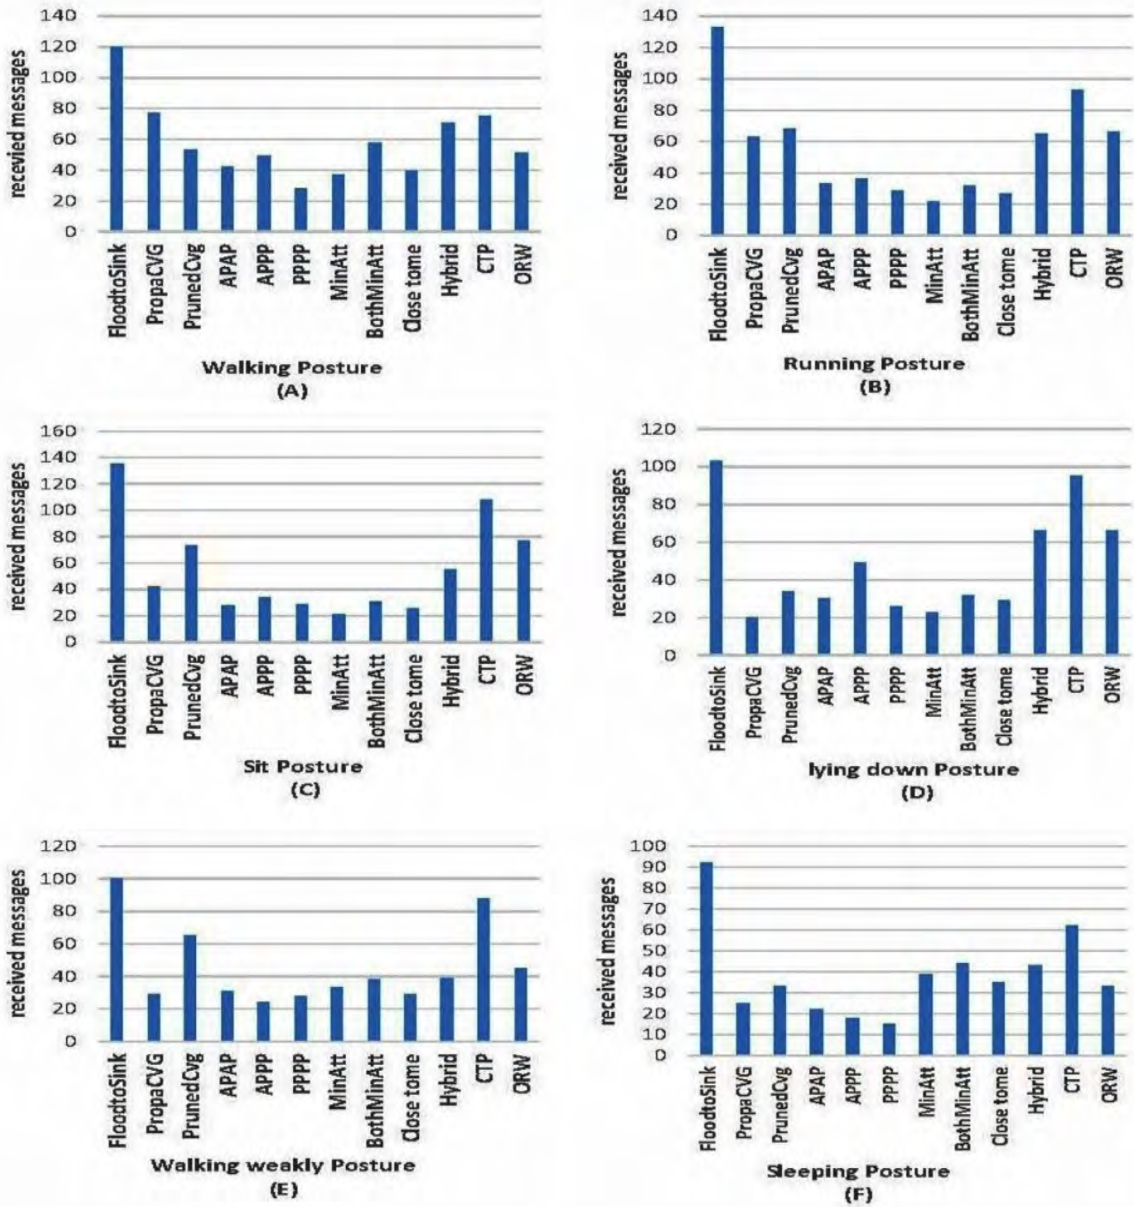 recevied messages
140
120
100
80
60
40
20
0
FloodtoSink
PropaCVG
PrunedCvg
APAP
APPP
PPPP
MinAtt
BothMinAtt
Close tome
Hybrid
CTP
ORW
Walking Posture
(A)
received messages
140
120
100
80
60
40
20
0
FloodtoSink
PropaCVG
PrunedCvg
APAP
APPP
PPPP
MinAtt
BothMinAtt
Close tome
Hybrid
CTP
ORW
Running Posture
(B)
received messages
160
140
120
100
80
60
40
20
0
FloodtoSink
PropaCVG
PrunedCvg
APAP
APPP
PPPP
MinAtt
BothMinAtt
Close tome
Hybrid
CTP
ORW
Sit Posture
(C)
received messages
120
100
80
60
40
20
0
FloodtoSink
PropaCVG
PrunedCvg
APAP
APPP
PPPP
MinAtt
BothMinAtt
Close tome
Hybrid
CTP
ORW
lying down Posture
(D)
received messages
120
100
80
60
40
20
0
FloodtoSink
PropaCVG
PrunedCvg
APAP
APPP
PPPP
MinAtt
BothMinAtt
Close tome
Hybrid
CTP
ORW
Walking weakly Posture
(E)
received messages
100
90
80
70
60
50
40
30
20
10
0
FloodtoSink
PropaCVG
PrunedCvg
APAP
APPP
PPPP
MinAtt
BothMinAtt
Close tome
Hybrid
CTP
ORW
Sleeping Posture
(F)